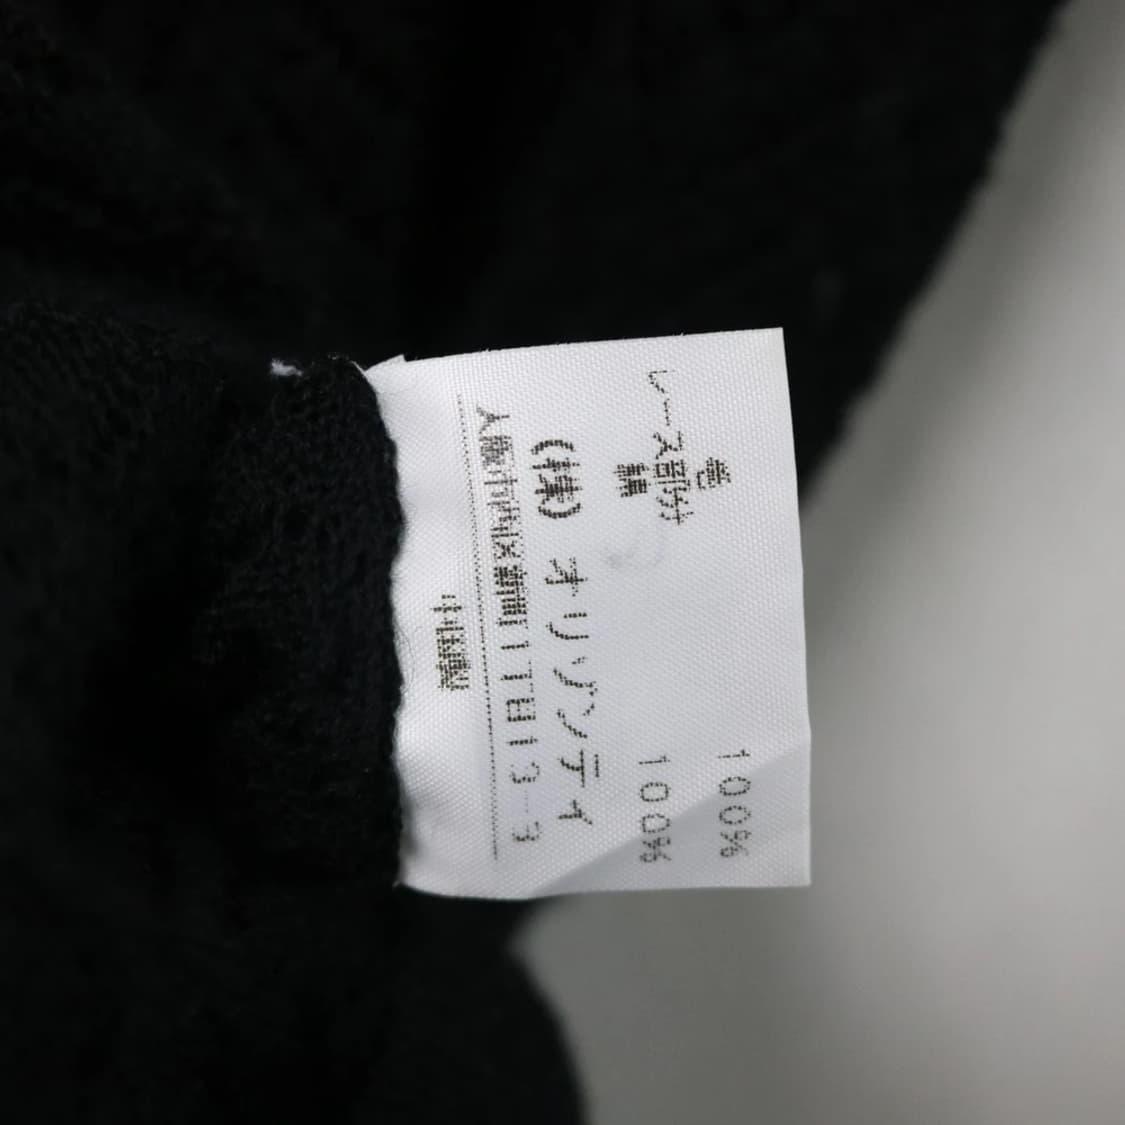 毛 100%
レース部分
綿 100%
(株) オリゾンティ
大阪市西区新町1丁目13-3
中国製